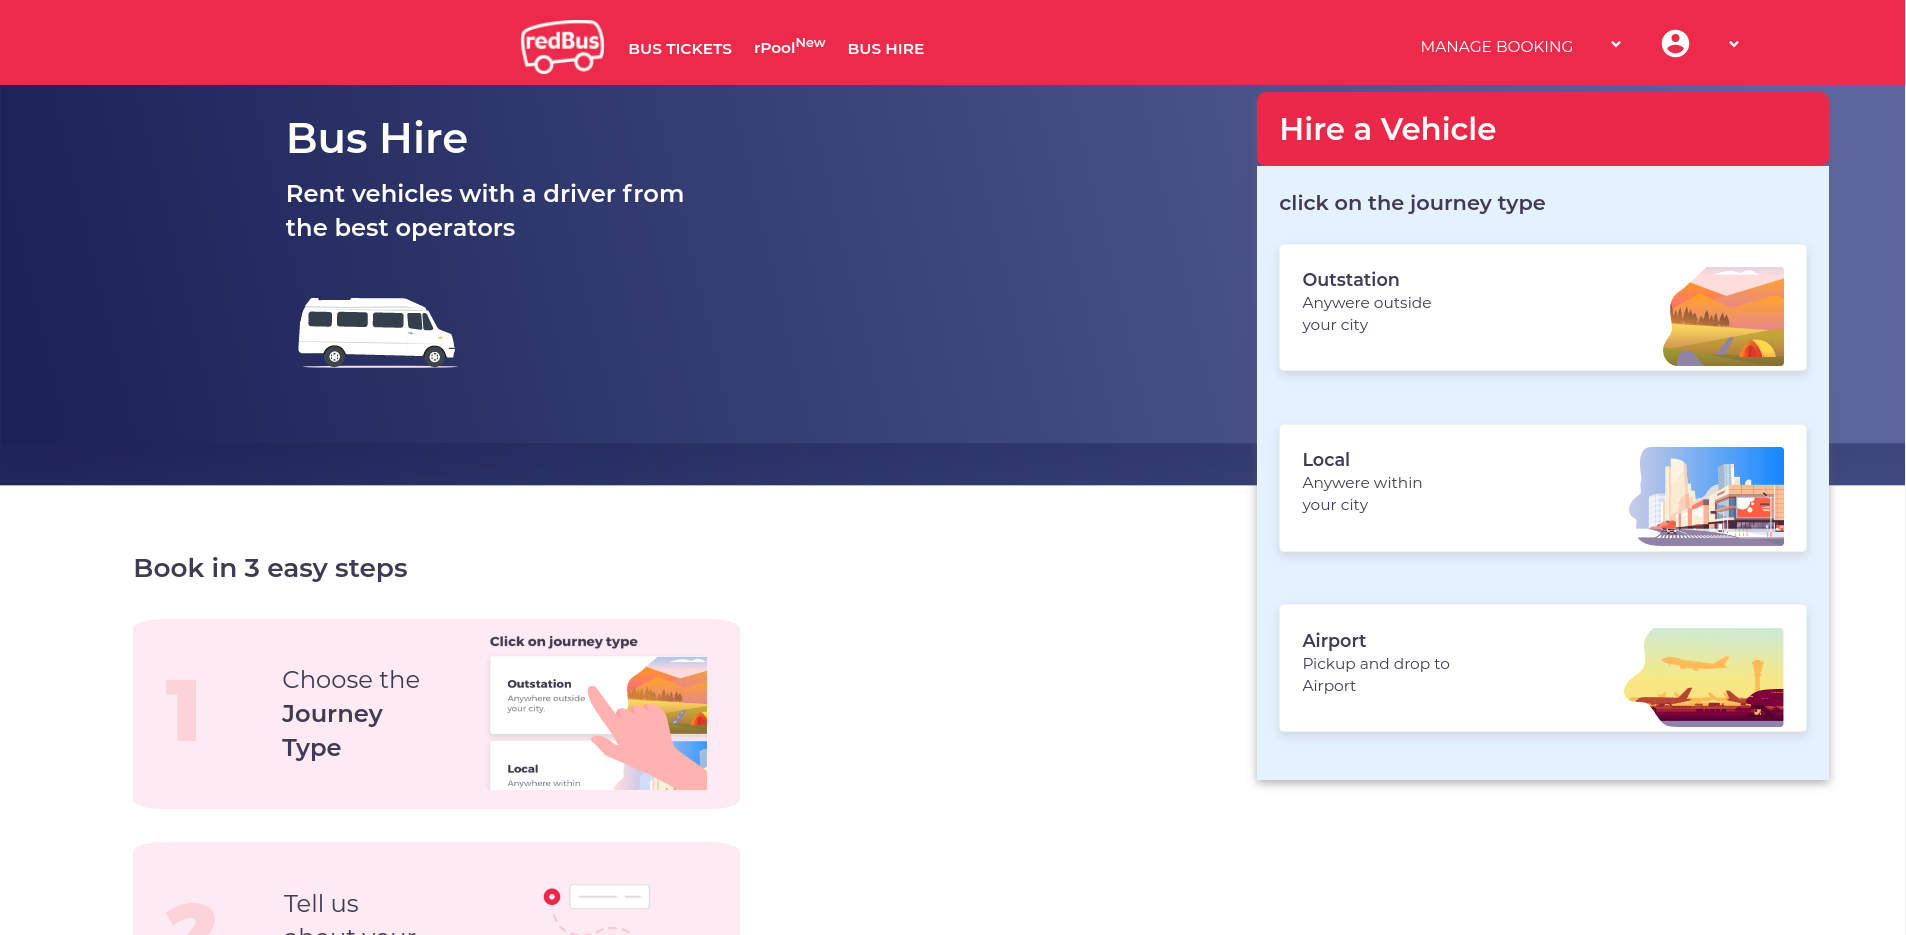 redBus
BUS TICKETS
rPoolNew
BUS HIRE
MANAGE BOOKING
Bus Hire
Rent vehicles with a driver from
the best operators
Hire a Vehicle
click on the journey type
Outstation
Anywere outside
your city
Local
Anywere within
your city
Airport
Pickup and drop to
Airport
Book in 3 easy steps
1
Choose the
Journey
Type
Click on journey type
Outstation
Anywhere outside
your city.
Local
Anywhere within
2
Tell us
about your